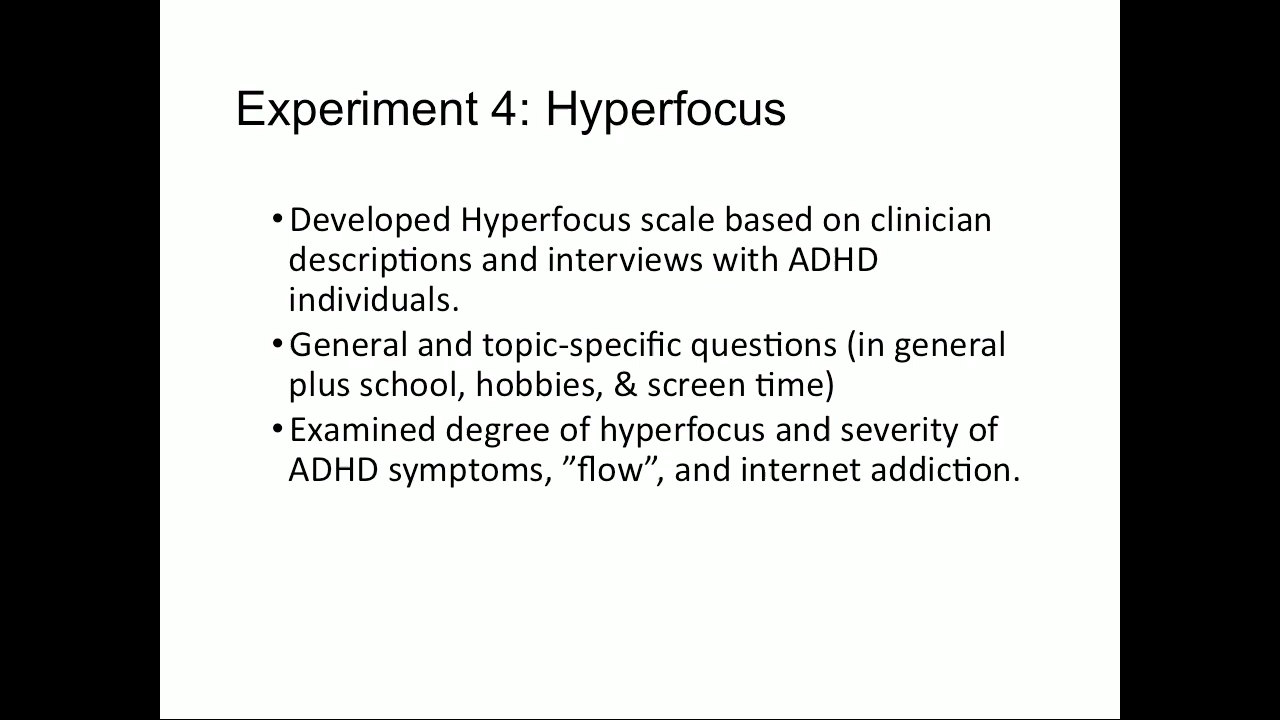 Experiment 4: Hyperfocus
•Developed Hyperfocus scale based on clinician
descriptions and interviews with ADHD
individuals.
•General and topic-specific questions (in general
plus school, hobbies, & screen time)
•Examined degree of hyperfocus and severity of
ADHD symptoms, ”flow”, and internet addiction.